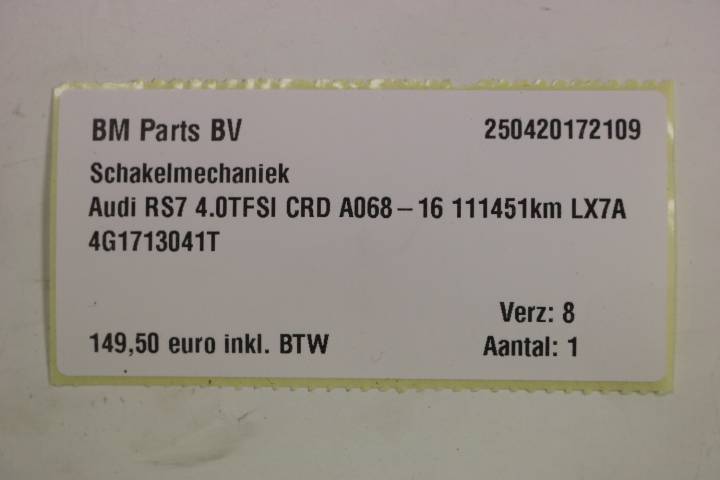 BM Parts BV 250420172109
Schakelmechaniek
Audi RS7 4.0TFSI CRD A068-16 111451km LX7A
4G1713041T
Verz: 8
149,50 euro inkl. BTW Aantal: 1